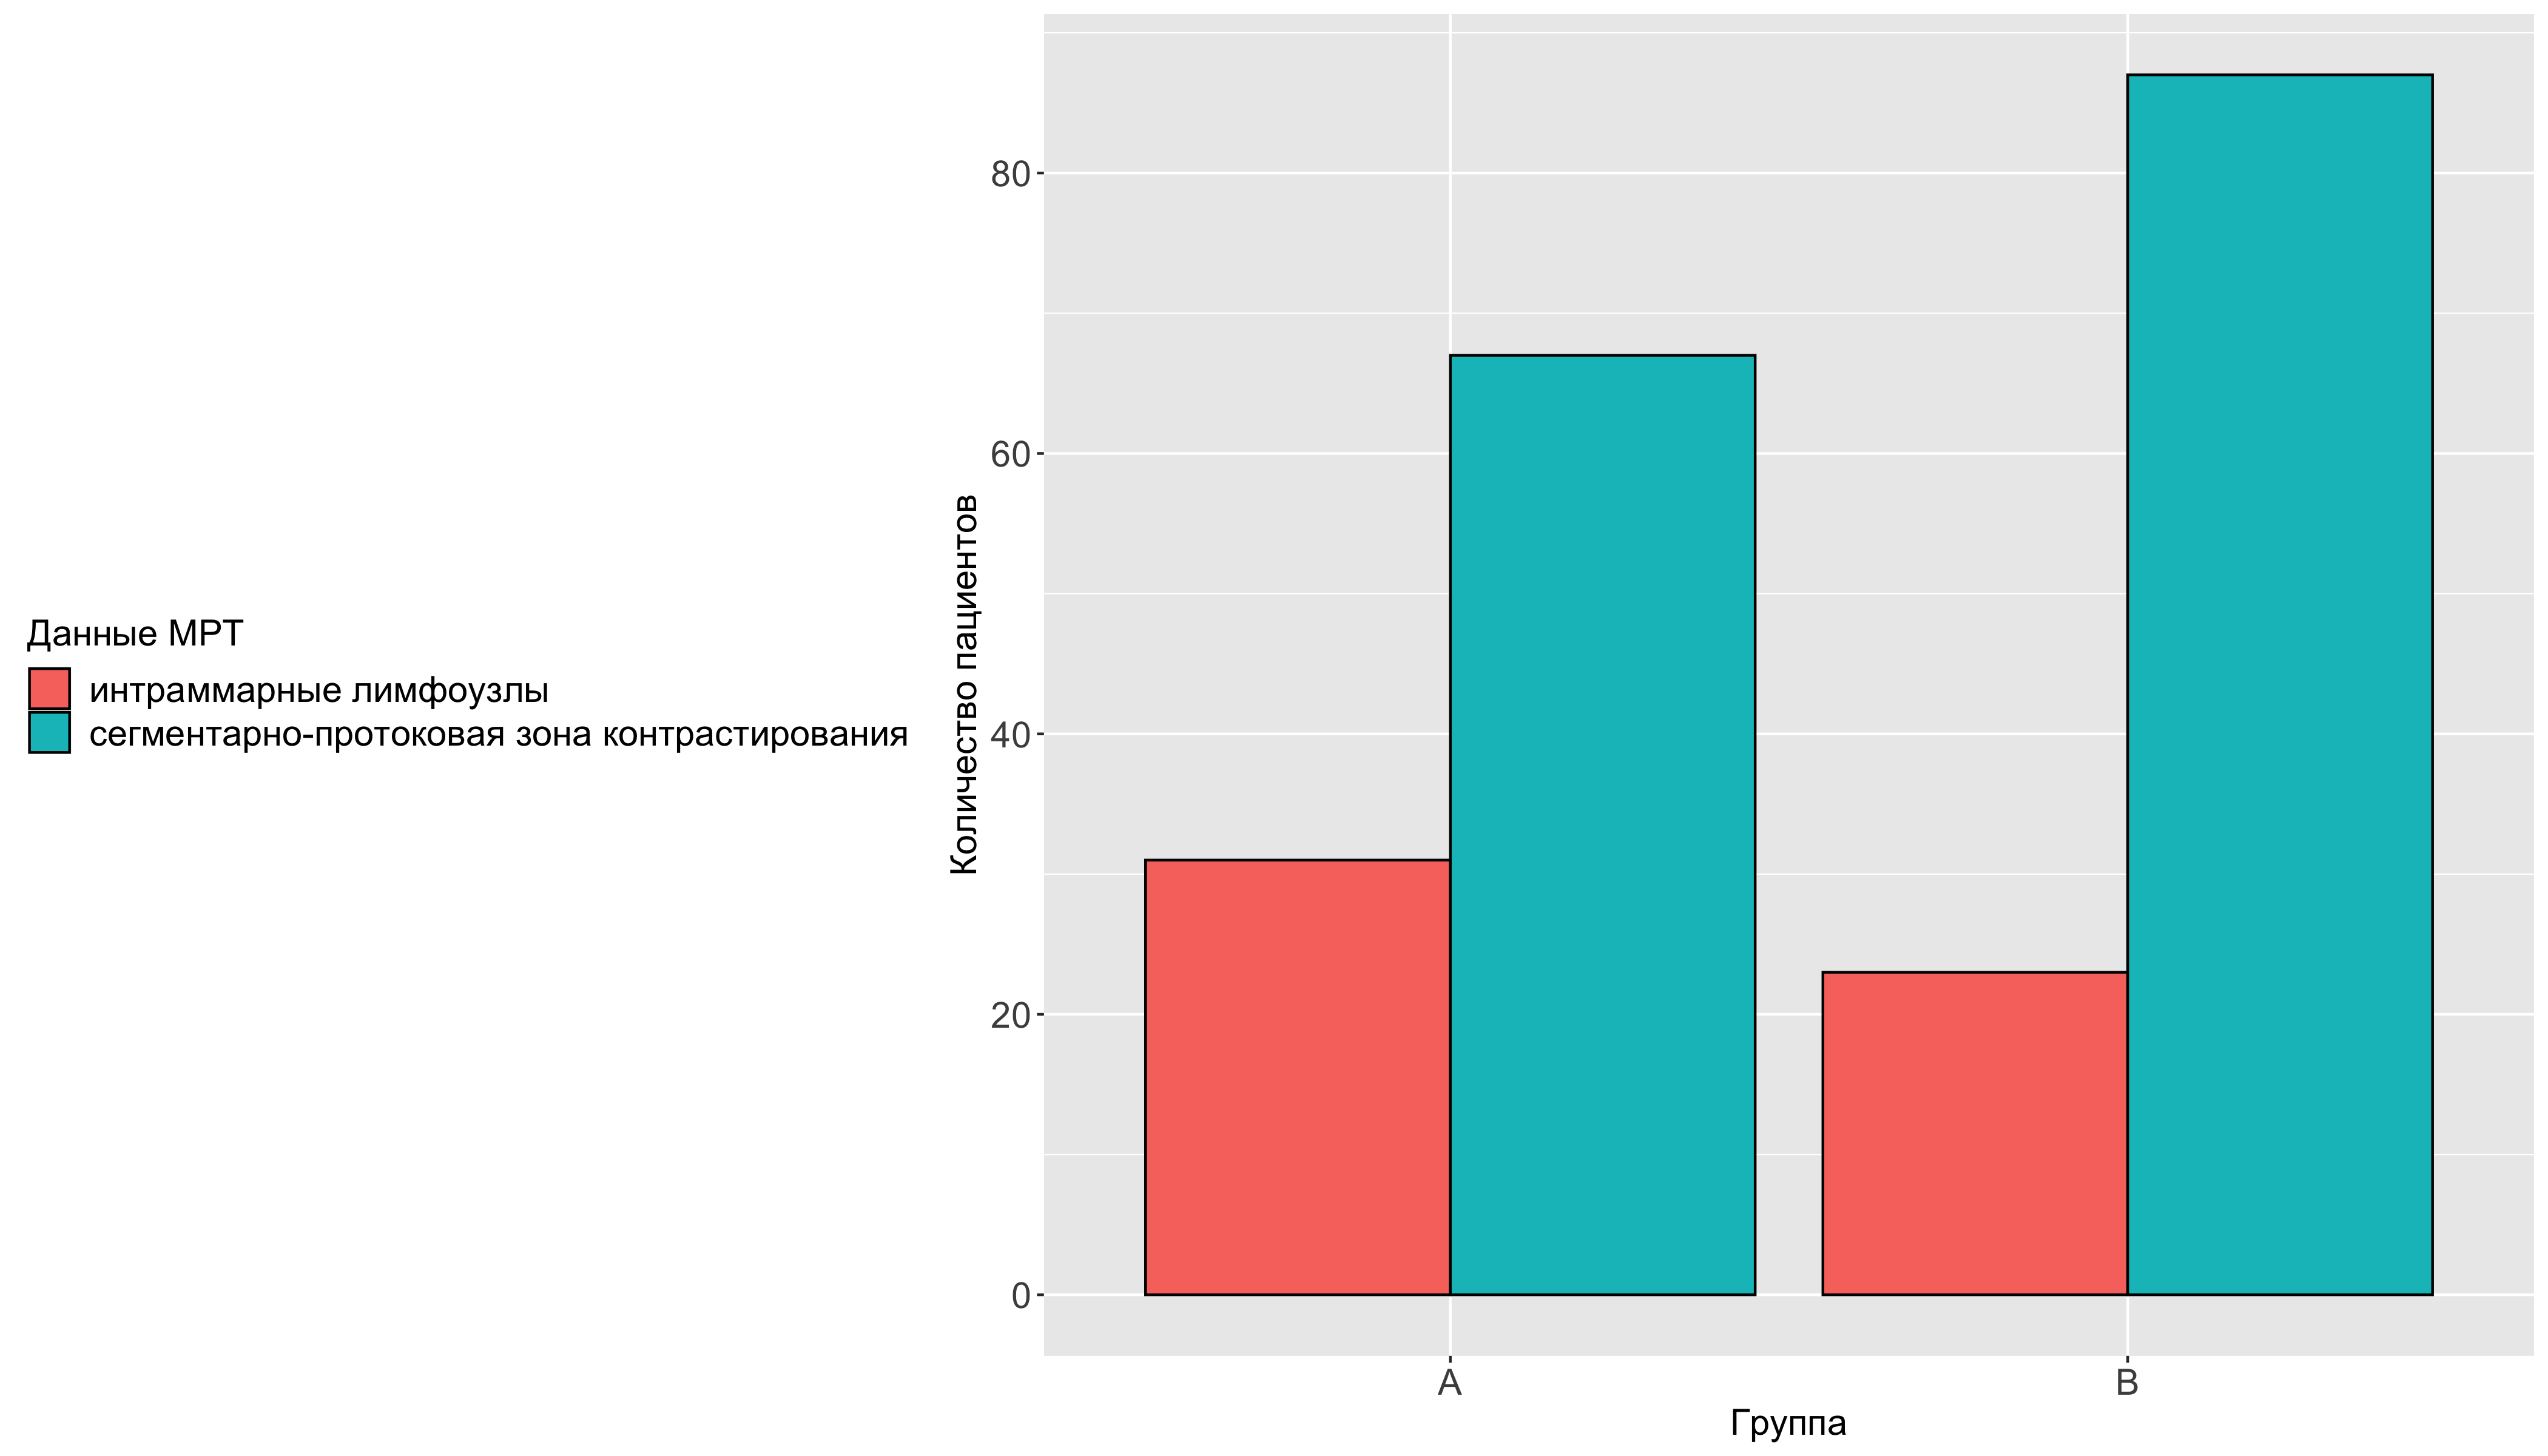 Данные МРТ
интраммарные лимфоузлы
сегментарно-протоковая зона контрастирования
Количество пациентов
80
60
40
20
0
A
B
Группа